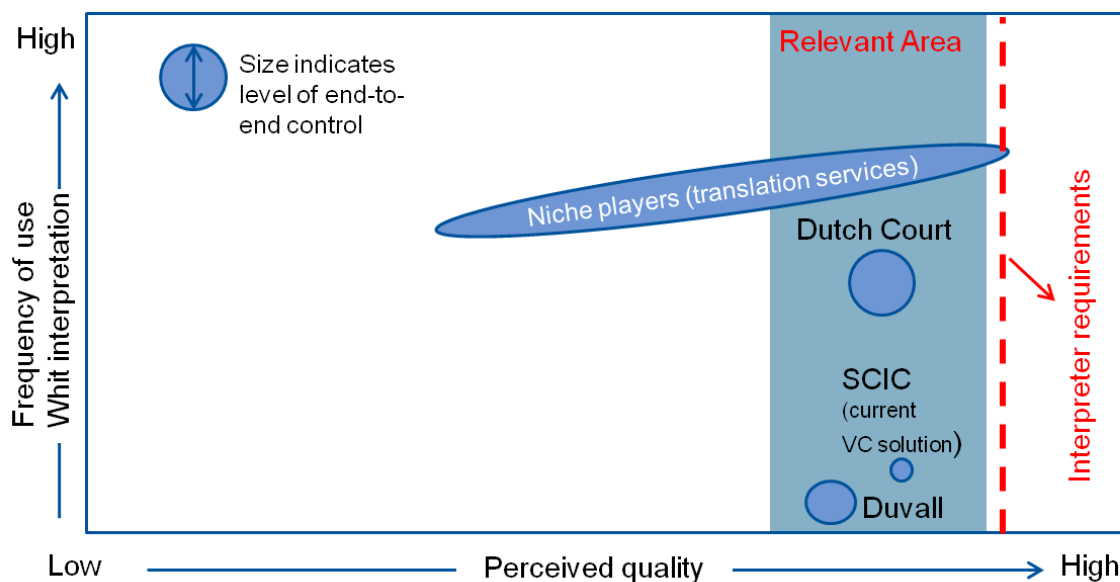 High
Size indicates
level of end-to-
end control
Relevant Area
Niche players (translation services)
Dutch Court
SCIC
(current
VC solution)
Duvall
Interpreter requirements
Frequency of use
Whit interpretation
Low
Perceived quality
High